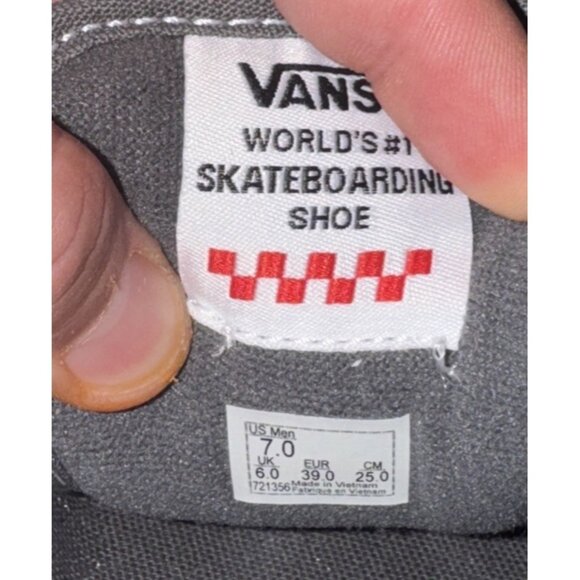 VANS
WORLD'S #1
SKATEBOARDING
SHOE
US Men
7.0
UK EUR CM
6.0 39.0 25.0
721356 Made in Vietnam
Fabriqué en Vietnam